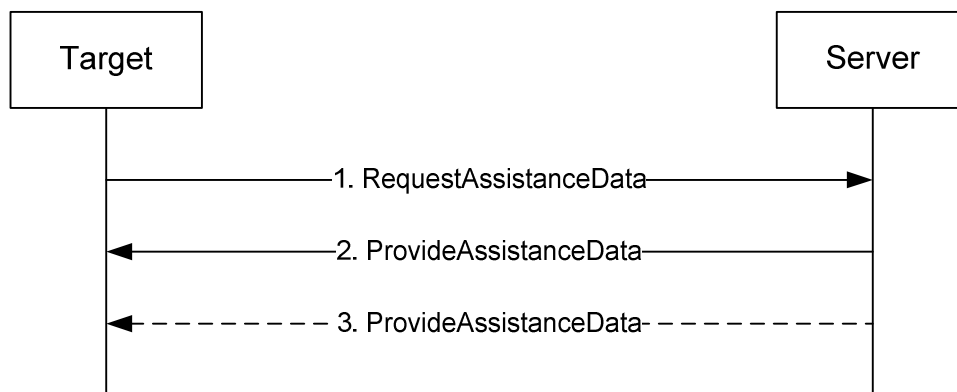 Target
Server
1. RequestAssistanceData
2. ProvideAssistanceData
3. ProvideAssistanceData